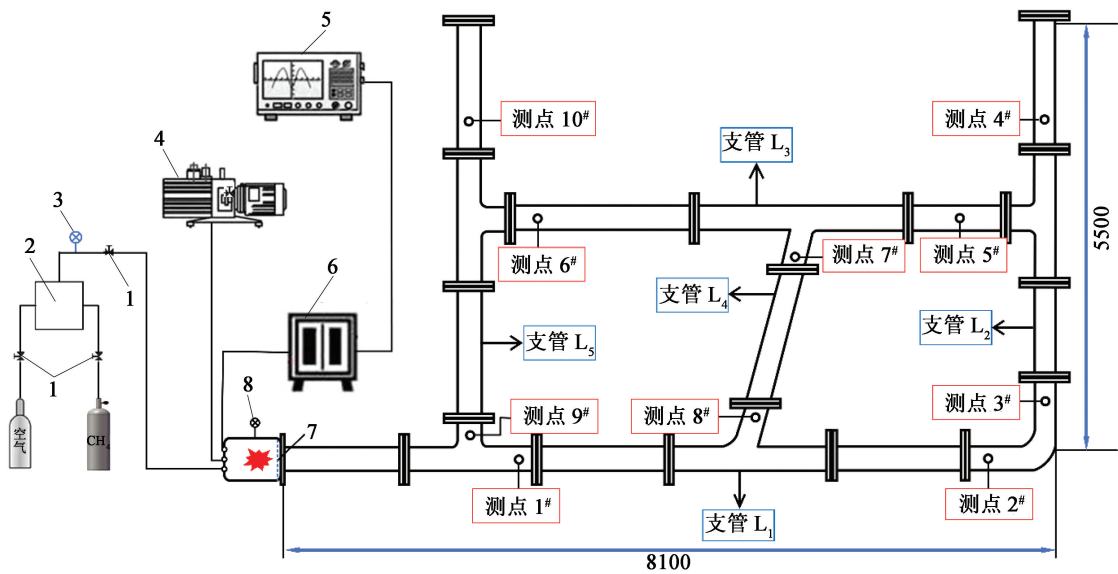 5
测点 10#
测点 4#
4
支管 L₃
3
2
1
测点 6#
测点 7#
测点 5#
6
支管 L₄
支管 L₂
支管 L₅
5500
1
8
测点 9#
测点 8#
测点 3#
7
空气
CH₄
测点 1#
测点 2#
支管 L₁
8100